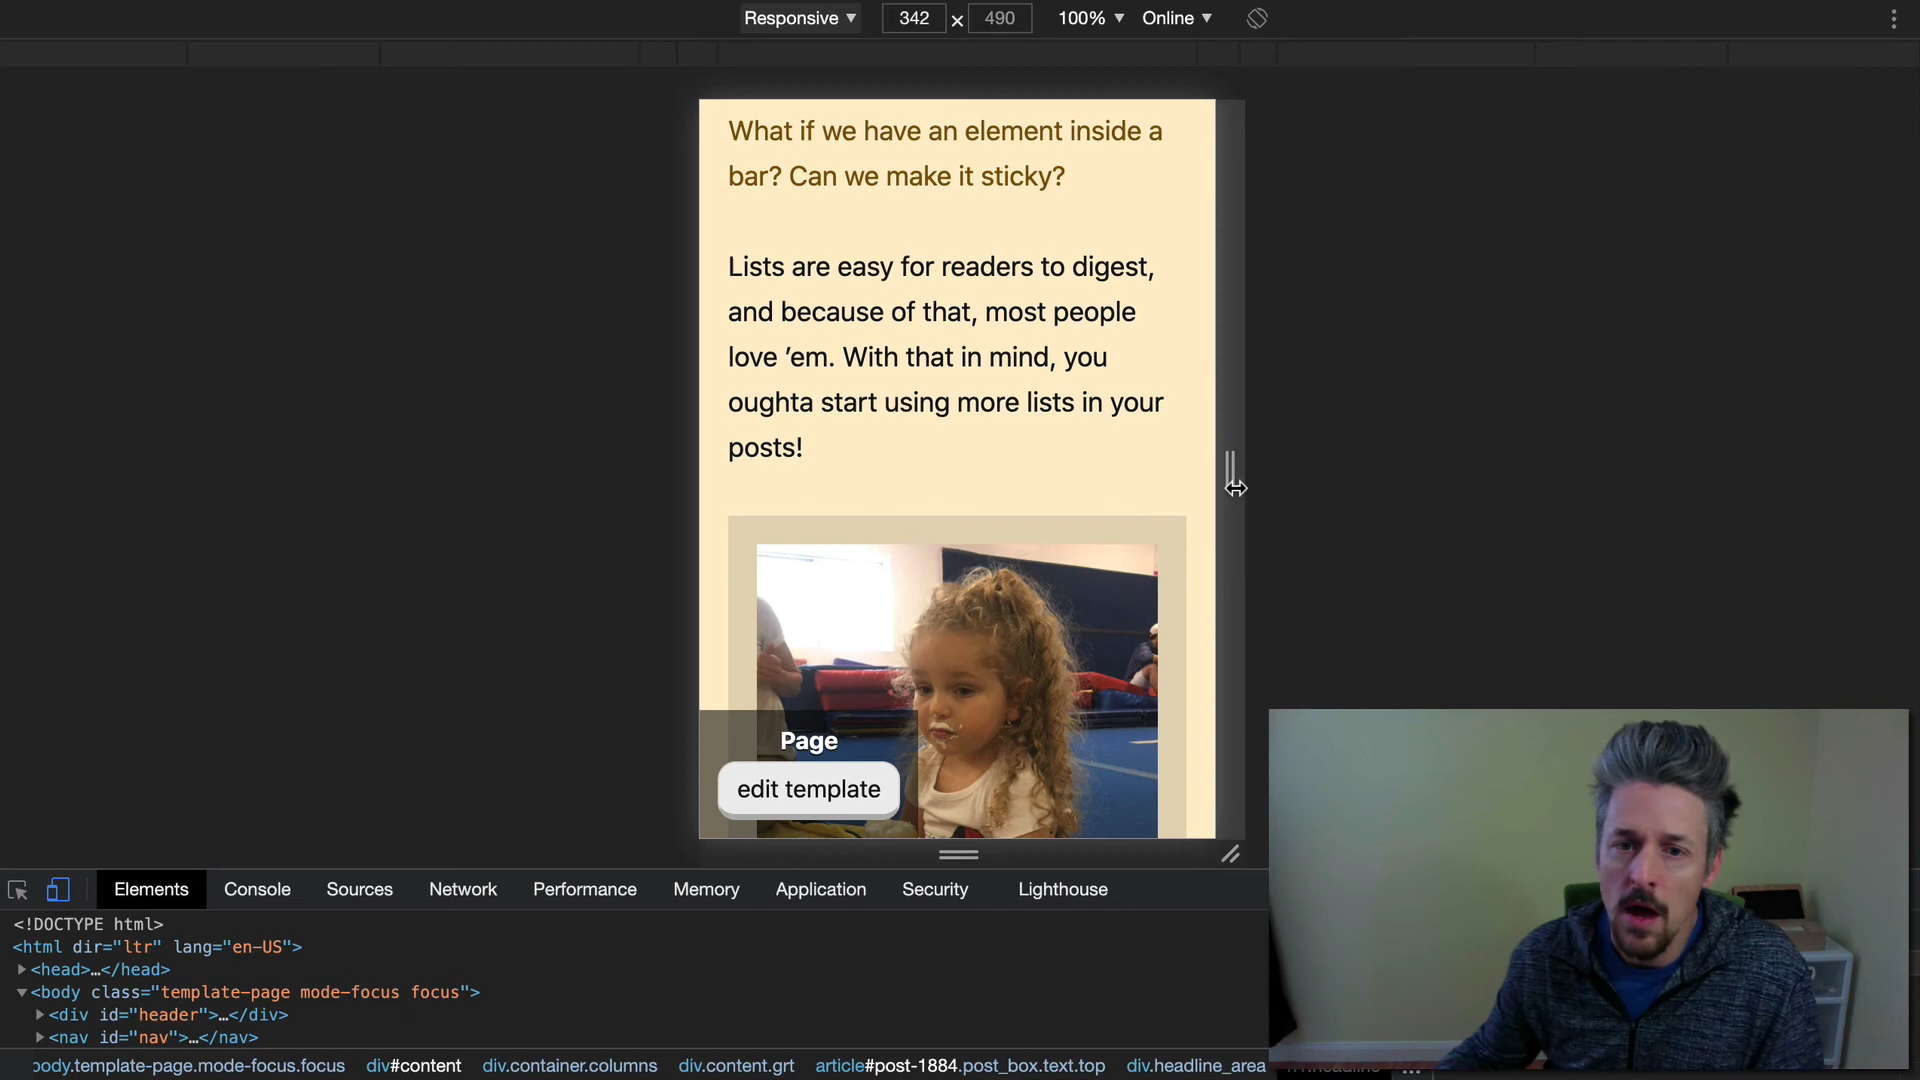 Responsive ▼ 342 × 490 100% ▼ Online ▼
What if we have an element inside a
bar? Can we make it sticky?
Lists are easy for readers to digest,
and because of that, most people
love ’em. With that in mind, you
oughta start using more lists in your
posts!
Page
edit template
Elements Console Sources Network Performance Memory Application Security Lighthouse
<!DOCTYPE html>
<html dir="ltr" lang="en-US">
▶<head>…</head>
▼<body class="template-page mode-focus focus">
▶<div id="header">…</div>
▶<nav id="nav">…</nav>
body.template-page.mode-focus.focus div#content div.container.columns div.content.grt article#post-1884.post_box.text.top div.headline_area